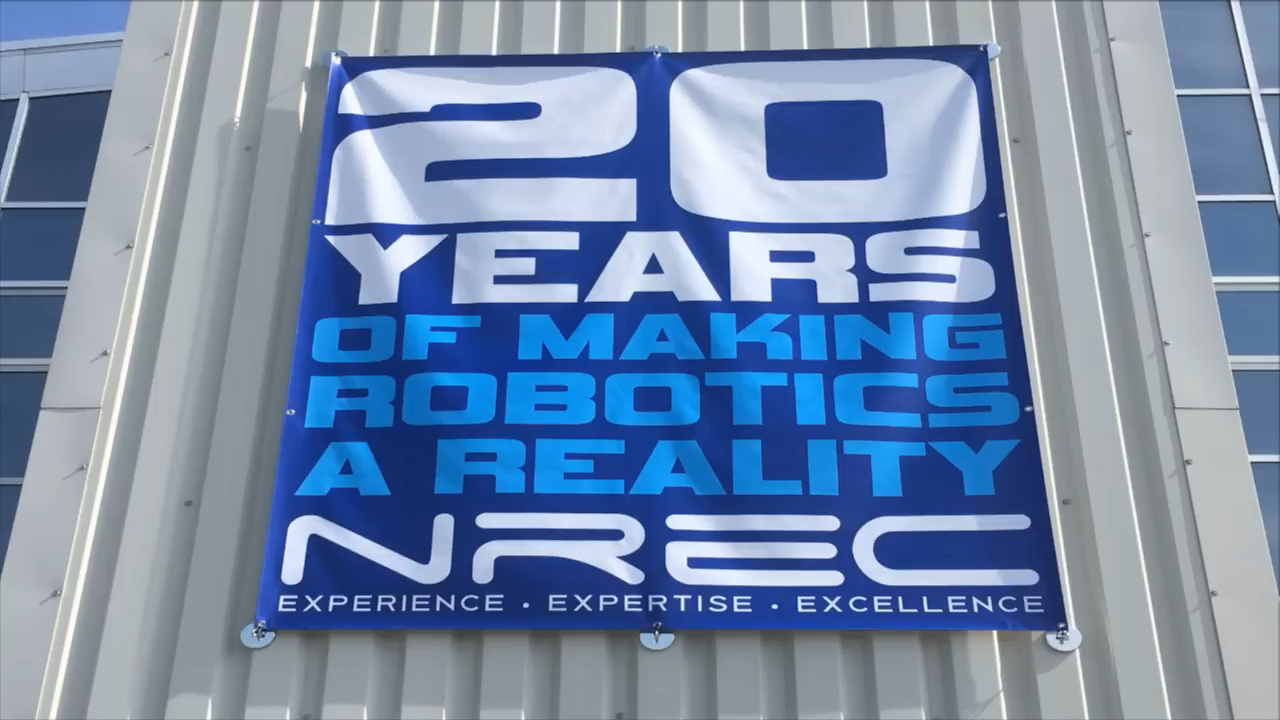 20
YEARS
OF MAKING
ROBOTICS
A REALITY
NREC
EXPERIENCE · EXPERTISE · EXCELLENCE